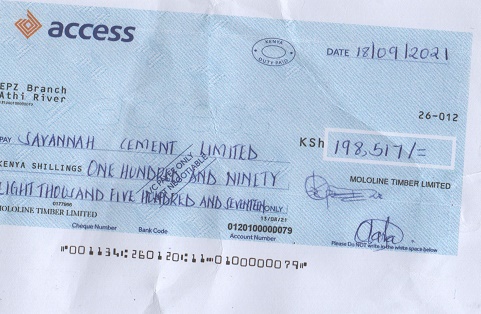 access
KENYA
DUTY PAID
DATE 18/09/2021
EPZ Branch
Athi River
26-012
PAY SAVANNAH CEMENT LIMITED
KSh 198,517/=
A/C PAYEE ONLY
NOT NEGOTIABLE
KENYA SHILLINGS ONE HUNDRED AND NINETY
EIGHT THOUSAND FIVE HUNDRED AND SEVENTEEN ONLY
MOLOLINE TIMBER LIMITED
MOLOLINE TIMBER LIMITED
13/08/21
0120100000079
Cheque Number Bank Code Account Number
Please Do NOT write in the white space below
⑈001134⑆260120⑆11⑈0100000079⑈